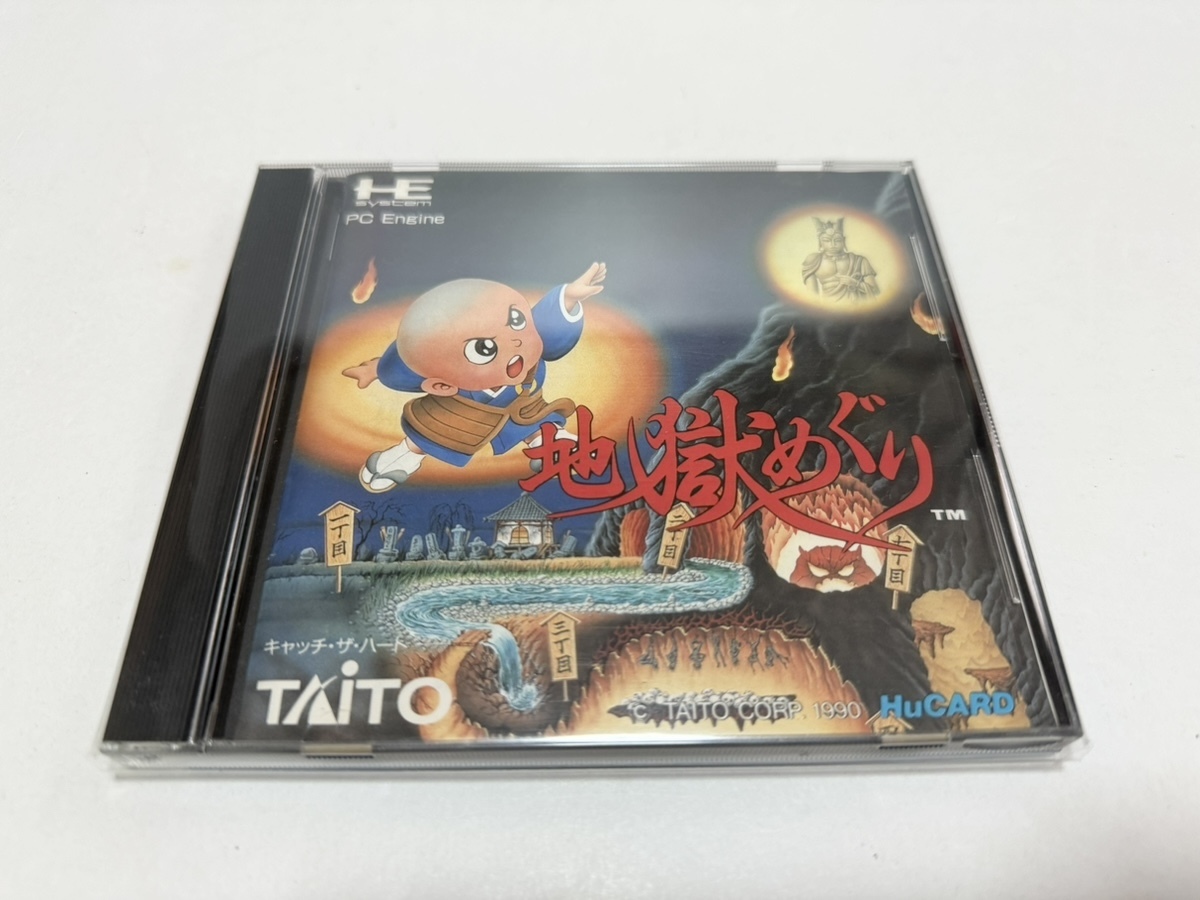 HE
system
PC Engine
地獄めぐり
TM
一丁目
二丁目
七丁目
三丁目
キャッチ・ザ・ハート
TAiTO
© TAITO CORP. 1990
HuCARD